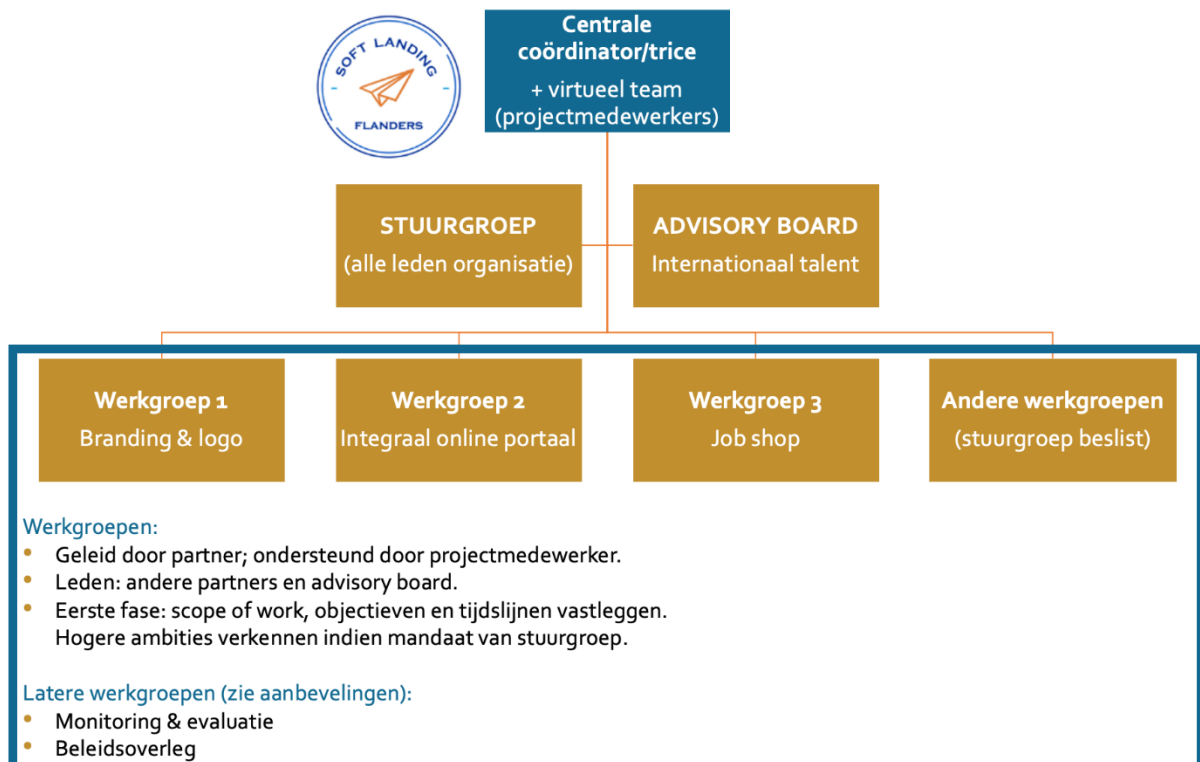 SOFT LANDING
FLANDERS
Centrale
coördinator/trice
+ virtueel team
(projectmedewerkers)
STUURGROEP
(alle leden organisatie)
ADVISORY BOARD
Internationaal talent
Werkgroep 1
Branding & logo
Werkgroep 2
Integraal online portaal
Werkgroep 3
Job shop
Andere werkgroepen
(stuurgroep beslist)
Werkgroepen:
• Geleid door partner; ondersteund door projectmedewerker.
• Leden: andere partners en advisory board.
• Eerste fase: scope of work, objectieven en tijdslijnen vastleggen.
Hogere ambities verkennen indien mandaat van stuurgroep.
Latere werkgroepen (zie aanbevelingen):
• Monitoring & evaluatie
• Beleidsoverleg